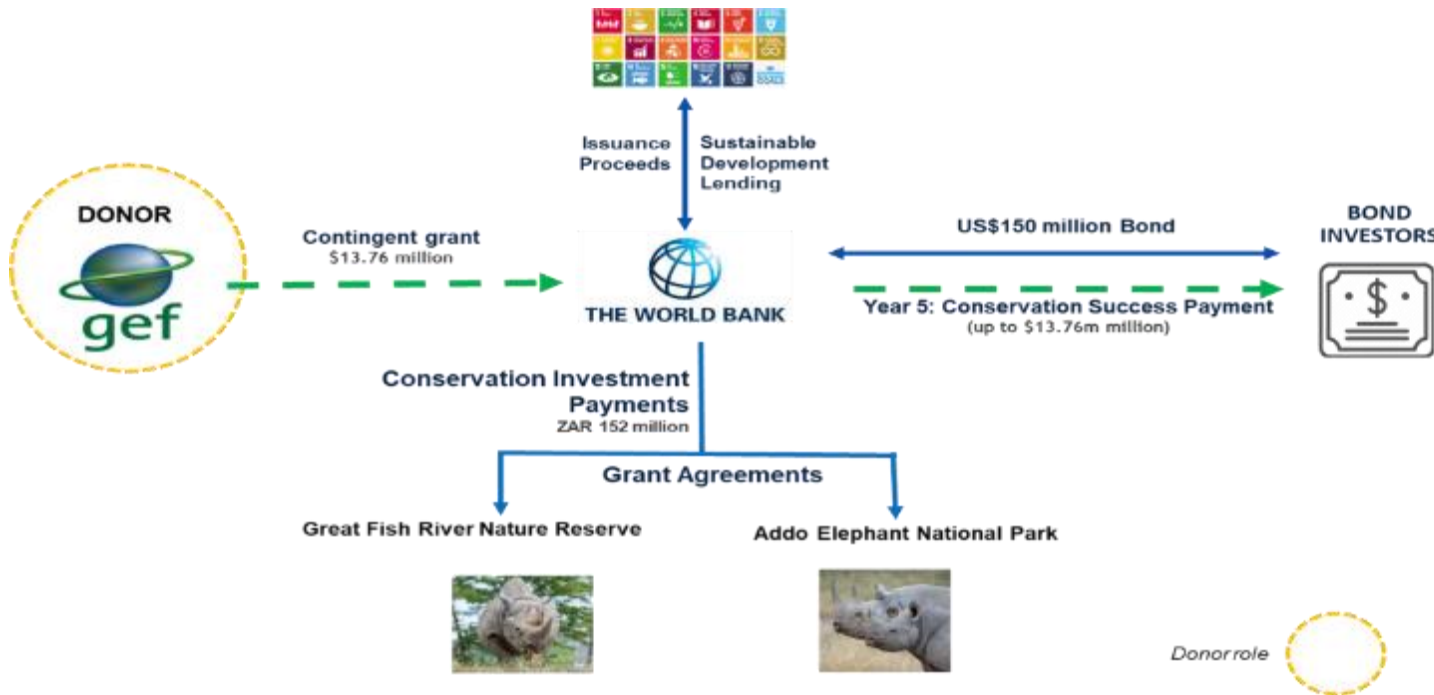 GOALS
Issuance
Proceeds
Sustainable
Development
Lending
DONOR
gef
Contingent grant
$13.76 million
THE WORLD BANK
US$150 million Bond
Year 5: Conservation Success Payment
(up to $13.76m million)
BOND
INVESTORS
$
Conservation Investment
Payments
ZAR 152 million
Grant Agreements
Great Fish River Nature Reserve
Addo Elephant National Park
Donor role